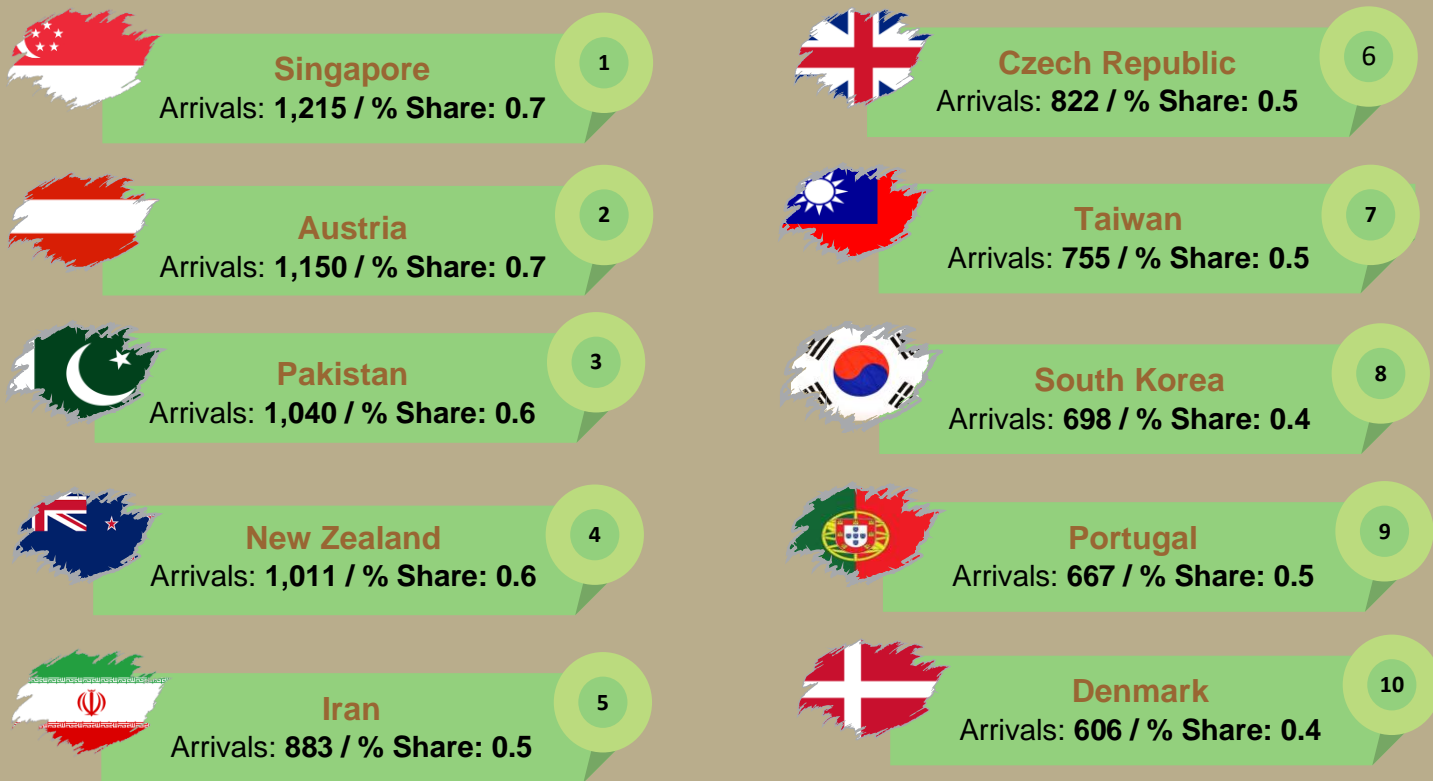 Singapore
Arrivals: 1,215 / % Share: 0.7
1
Austria
Arrivals: 1,150 / % Share: 0.7
2
Pakistan
Arrivals: 1,040 / % Share: 0.6
3
New Zealand
Arrivals: 1,011 / % Share: 0.6
4
Iran
Arrivals: 883 / % Share: 0.5
5
Czech Republic
Arrivals: 822 / % Share: 0.5
6
Taiwan
Arrivals: 755 / % Share: 0.5
7
South Korea
Arrivals: 698 / % Share: 0.4
8
Portugal
Arrivals: 667 / % Share: 0.5
9
Denmark
Arrivals: 606 / % Share: 0.4
10